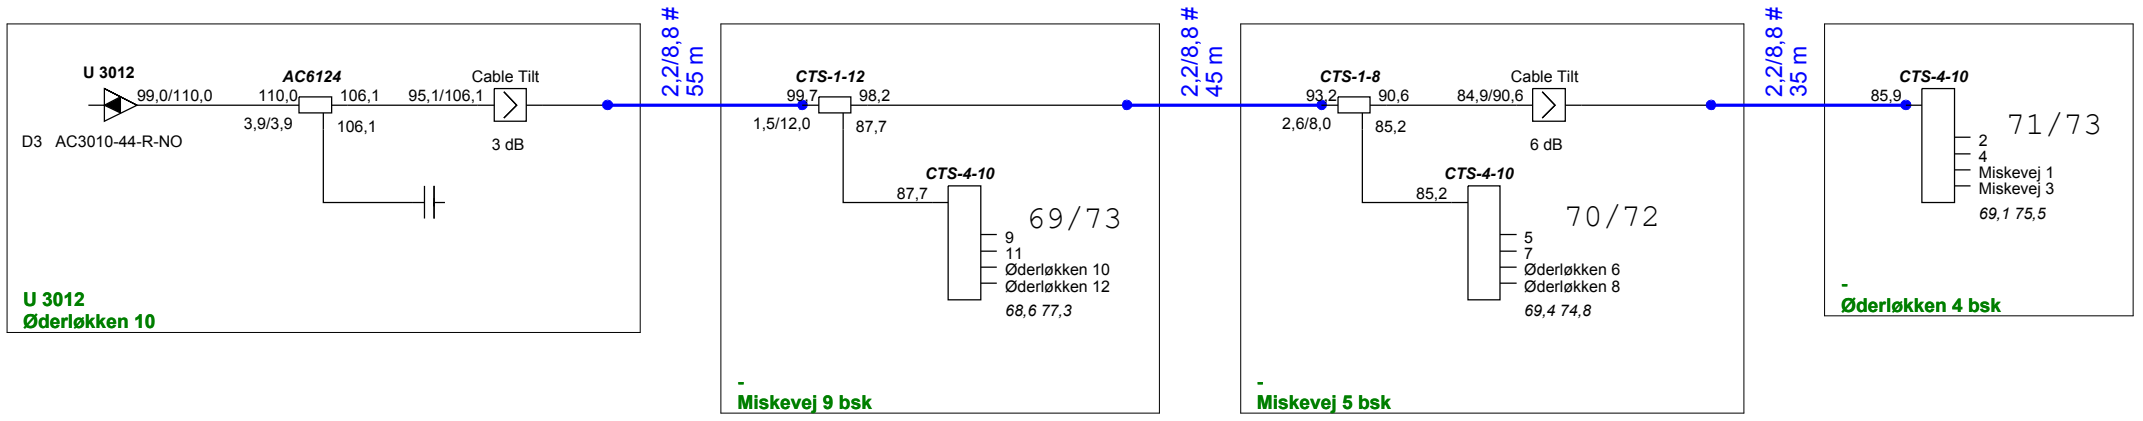 U 3012
99,0/110,0
D3 AC3010-44-R-NO
AC6124
110,0
106,1
3,9/3,9
106,1
95,1/106,1
Cable Tilt
3 dB
U 3012
Øderløkken 10
2,2/8,8 #
55 m
CTS-1-12
99,7
98,2
1,5/12,0
87,7
CTS-4-10
87,7
69/73
9
11
Øderløkken 10
Øderløkken 12
68,6 77,3
-
Miskevej 9 bsk
2,2/8,8 #
45 m
CTS-1-8
93,2
90,6
2,6/8,0
85,2
84,9/90,6
Cable Tilt
6 dB
CTS-4-10
85,2
70/72
5
7
Øderløkken 6
Øderløkken 8
69,4 74,8
-
Miskevej 5 bsk
2,2/8,8 #
35 m
CTS-4-10
85,9
71/73
2
4
Miskevej 1
Miskevej 3
69,1 75,5
-
Øderløkken 4 bsk